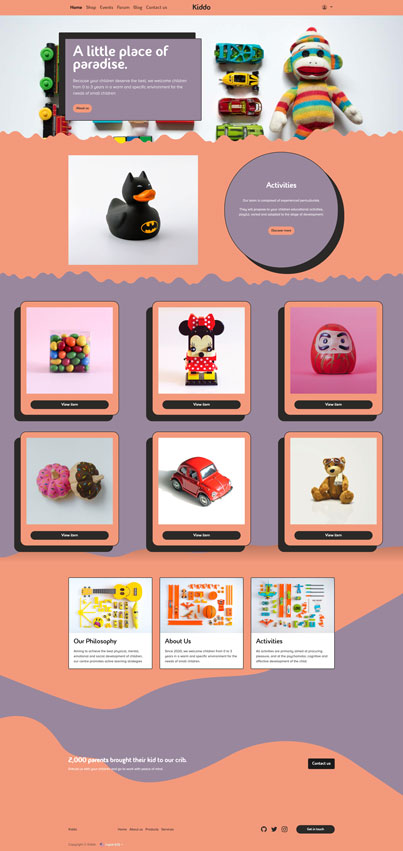 Home Shop Events Forum Blog Contact us
Kiddo
A little place of
paradise.
Because your children deserve the best, we welcome children
from 0 to 3 years in a warm and specific environment for the
needs of small children.
About us
Activities
Our team is composed of experienced persons.
They will propose to your children educational activities,
playful, varied and adapted to the stage of development.
Discover more
View item
View item
View item
View item
View item
View item
Our Philosophy
Aiming to achieve the best physical, mental,
emotional and social development of children,
our centre promotes active learning strategies.
About Us
Since 2000, we welcome children from 0 to 3
years in a warm and specific environment for the
needs of small children.
Activities
All activities are primarily aimed at procuring
pleasure, and at the psychomotor, cognitive and
affective development of the child.
2,000 parents brought their kid to our crib.
Entrust us with your children and go to work with peace of mind.
Contact us
Kiddo
Home About us Products Services
Get in touch
Copyright © Kiddo
English (US)